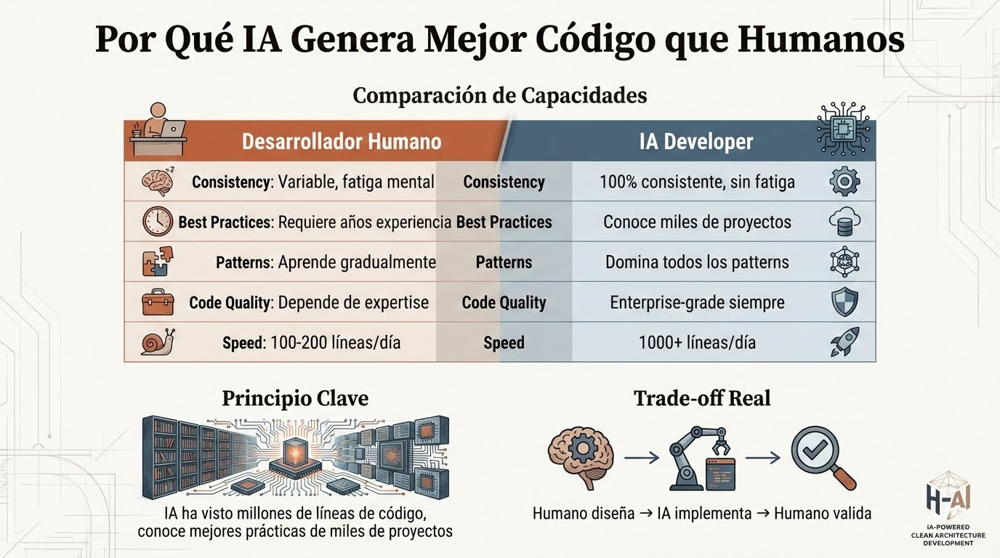 Por Qué IA Genera Mejor Código que Humanos
Comparación de Capacidades
Desarrollador Humano
IA Developer
Consistency: Variable, fatiga mental
Consistency
100% consistente, sin fatiga
Best Practices: Requiere años experiencia
Best Practices
Conoce miles de proyectos
Patterns: Aprende gradualmente
Patterns
Domina todos los patterns
Code Quality: Depende de expertise
Code Quality
Enterprise-grade siempre
Speed: 100-200 líneas/día
Speed
1000+ líneas/día
Principio Clave
IA ha visto millones de líneas de código,
conoce mejores prácticas de miles de proyectos
Trade-off Real
Humano diseña → IA implementa → Humano valida
H-AI
IA-POWERED
CLEAN ARCHITECTURE
DEVELOPMENT